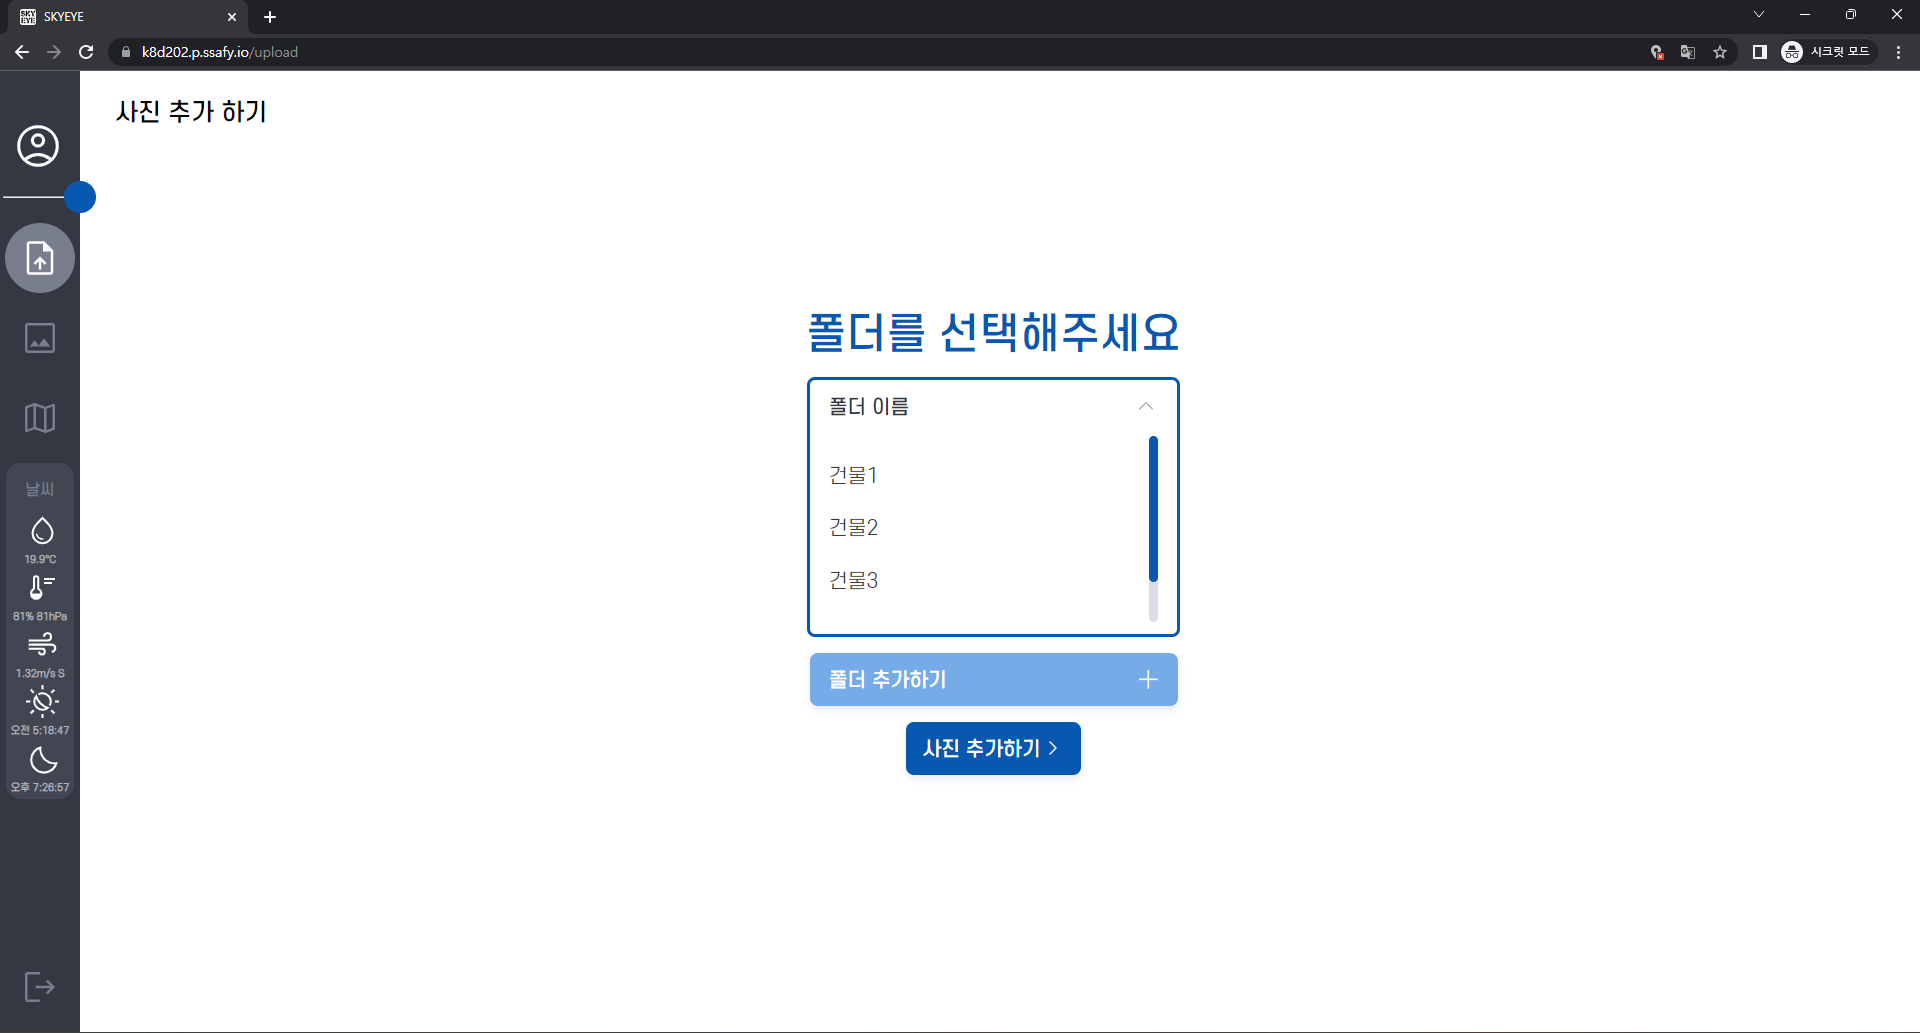 SKYEYE
k8d202.p.ssafy.io/upload
시크릿 모드
사진 추가 하기
날씨
19.9℃
81% 81hPa
1.32m/s S
오전 5:18:47
오후 7:26:57
폴더를 선택해주세요
폴더 이름
건물1
건물2
건물3
폴더 추가하기
사진 추가하기